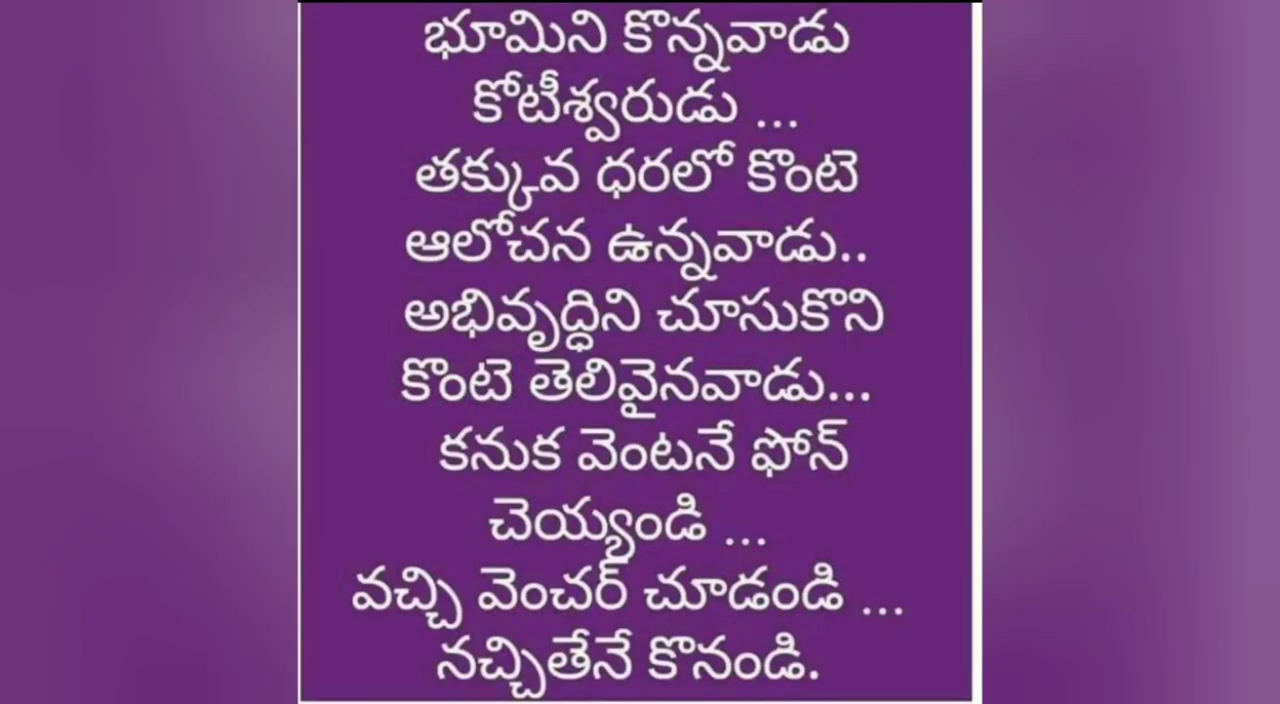 భూమిని కొన్నవాడు
కోటీశ్వరుడు ...
తక్కువ ధరలో కొంటె
ఆలోచన ఉన్నవాడు..
అభివృద్ధిని చూసుకొని
కొంటె తెలివైనవాడు...
కనుక వెంటనే ఫోన్
చెయ్యండి ...
వచ్చి వెంచర్ చూడండి ...
నచ్చితేనే కొనండి.